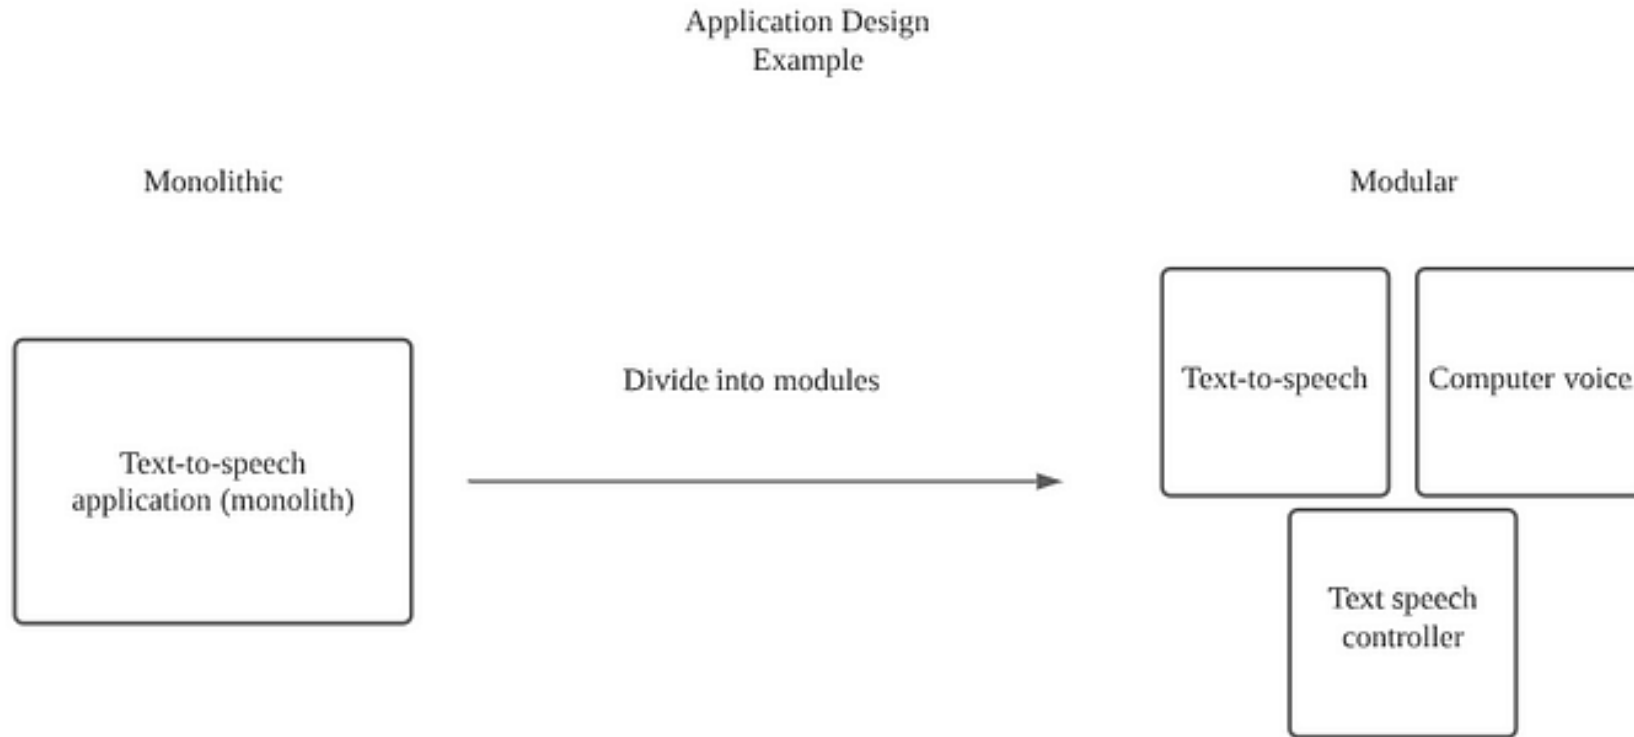 Application Design
Example
Monolithic
Modular
Text-to-speech
application (monolith)
Divide into modules
Text-to-speech
Computer voice
Text speech
controller